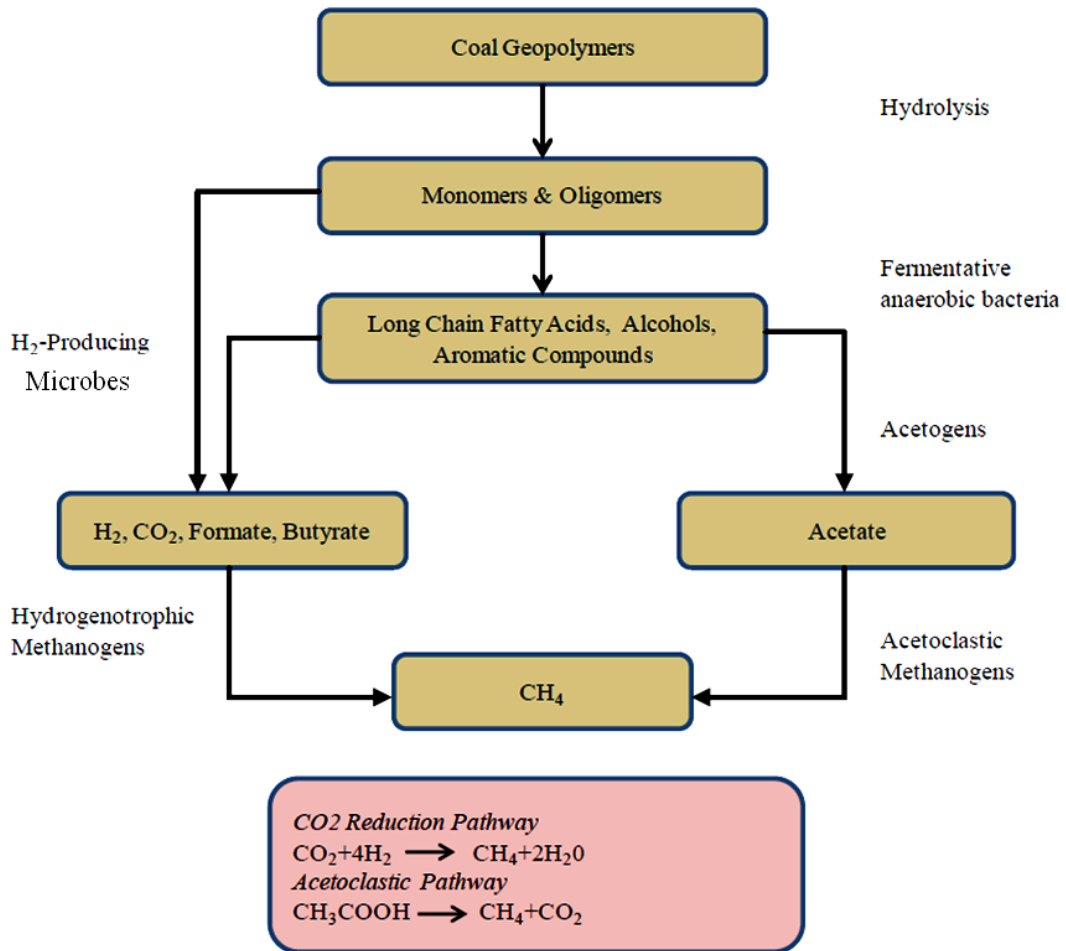 Coal Geopolymers
Hydrolysis
Monomers & Oligomers
Fermentative
anaerobic bacteria
Long Chain Fatty Acids, Alcohols,
Aromatic Compounds
H₂-Producing
Microbes
Acetogens
H₂, CO₂, Formate, Butyrate
Acetate
Hydrogenotrophic
Methanogens
Acetoclastic
Methanogens
CH₄
CO2 Reduction Pathway
CO₂+4H₂ → CH₄+2H₂0
Acetoclastic Pathway
CH₃COOH → CH₄+CO₂